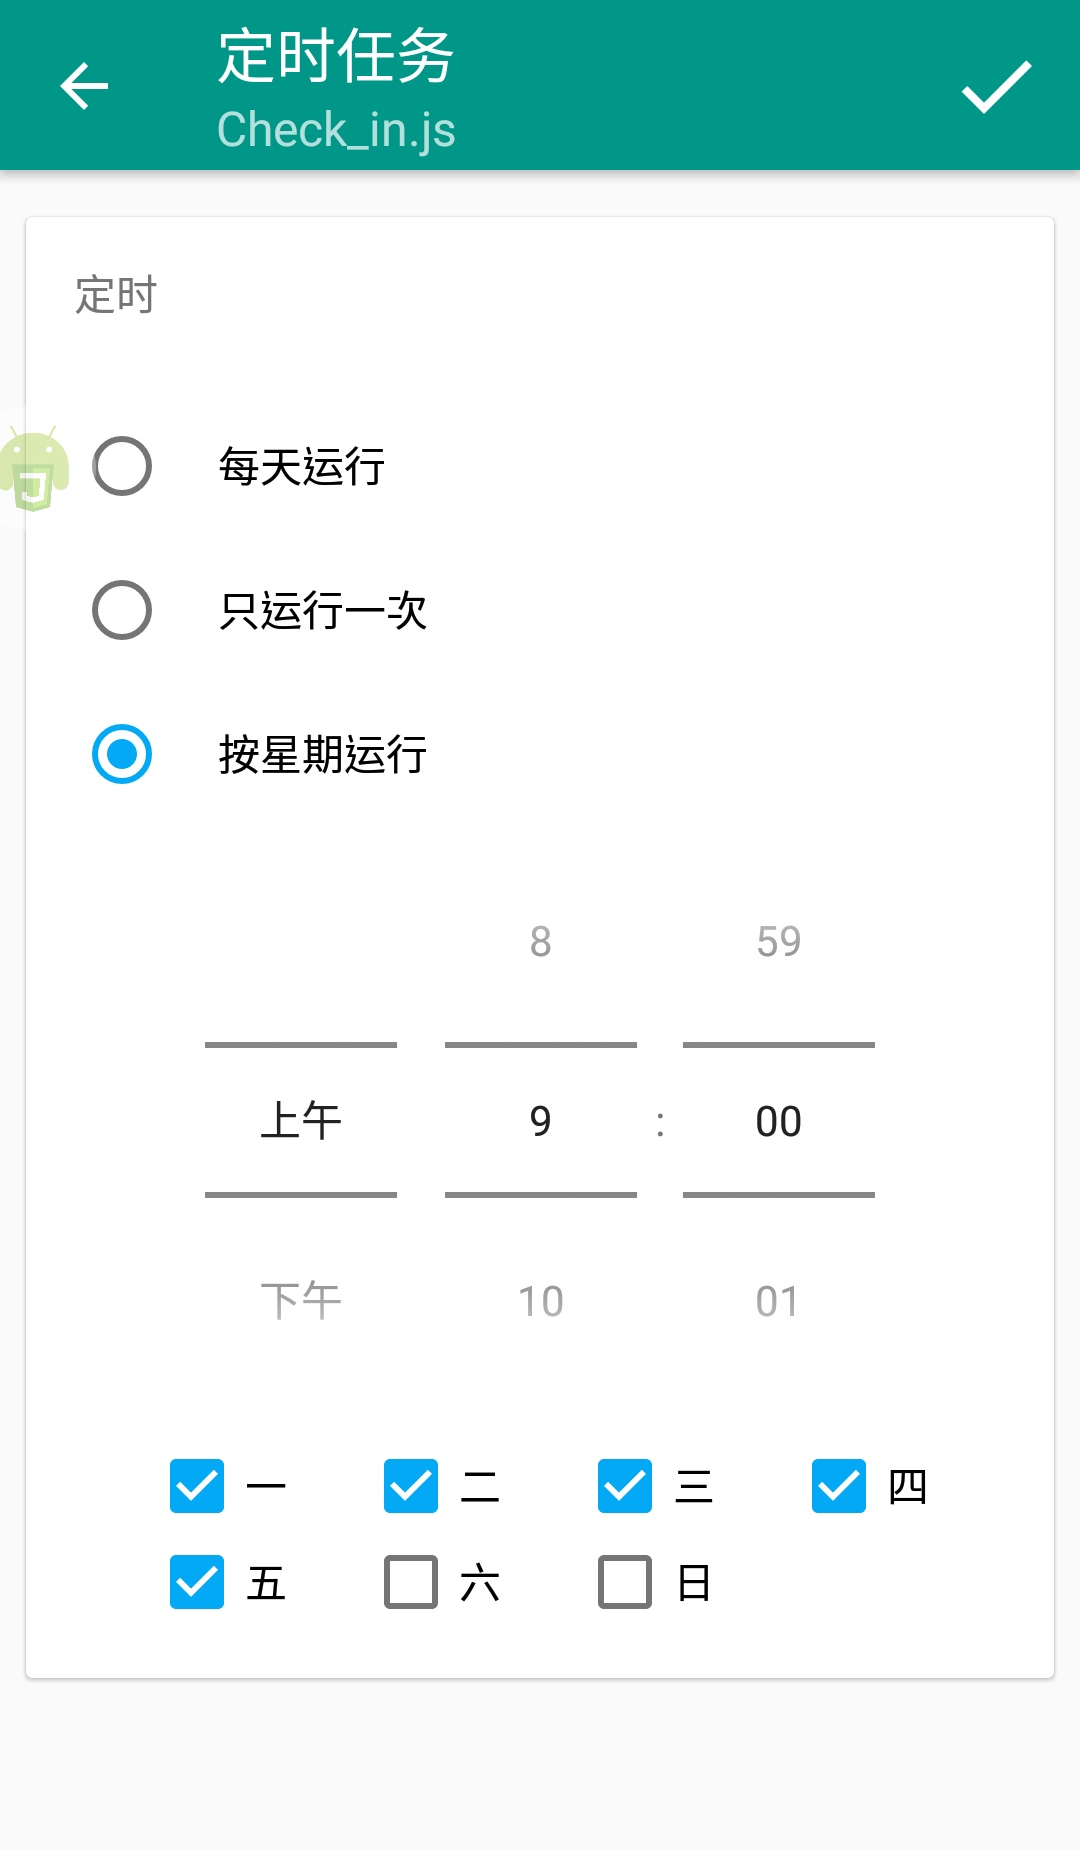 定时任务
Check_in.js
定时
每天运行
只运行一次
按星期运行
8 59
上午 9 : 00
下午 10 01
一 二 三 四
五 六 日